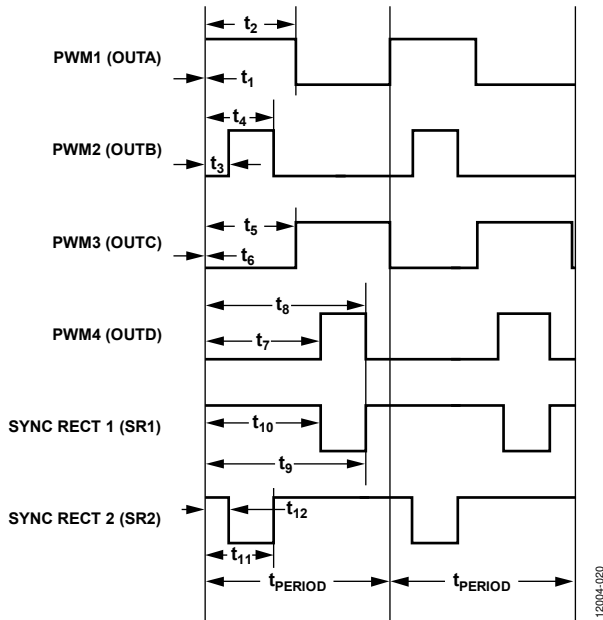 t2
PWM1 (OUTA)
t1
t4
PWM2 (OUTB)
t3
t5
PWM3 (OUTC)
t6
t8
PWM4 (OUTD)
t7
SYNC RECT 1 (SR1)
t10
t9
SYNC RECT 2 (SR2)
t12
t11
tPERIOD tPERIOD
12004-020